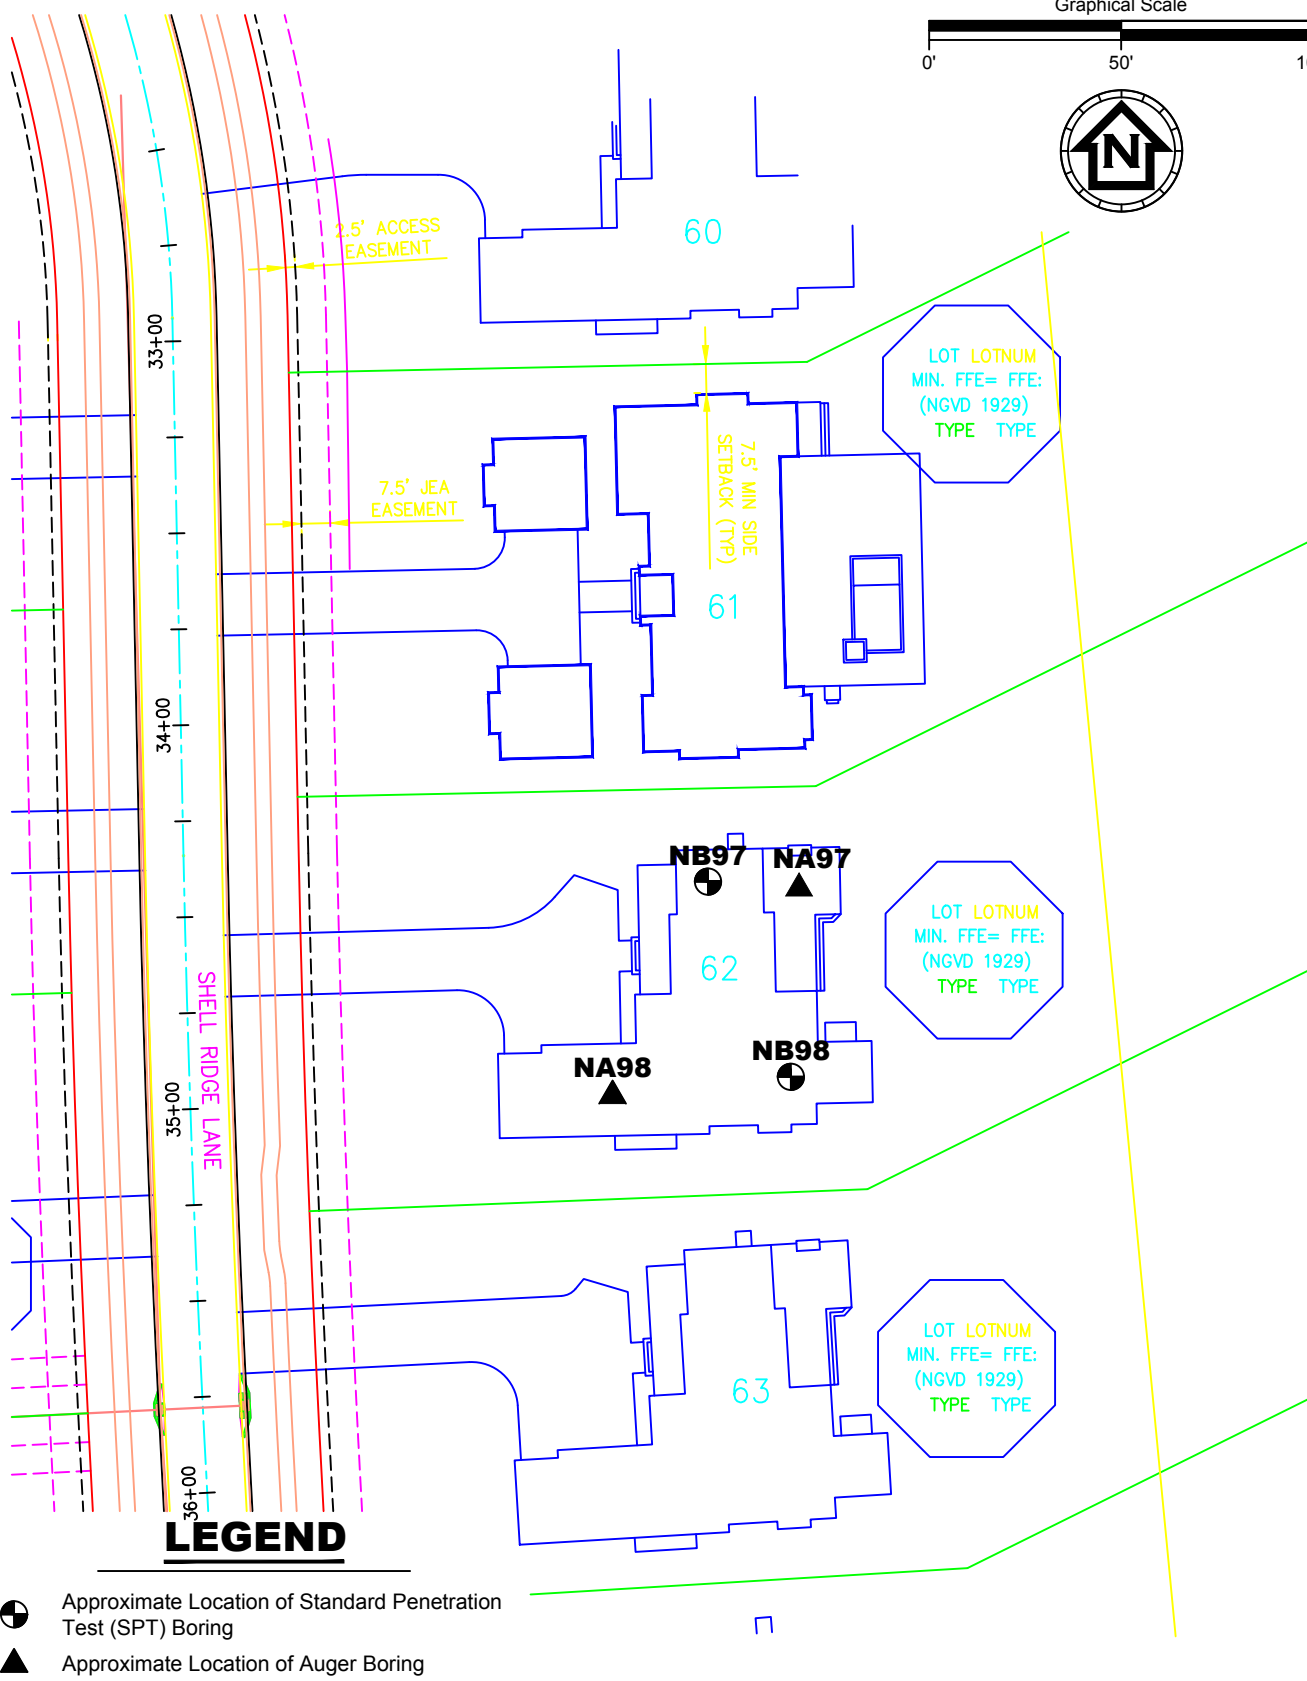 Graphical Scale
0'
50'
N
2.5' ACCESS
EASEMENT
60
33+00
LOT LOTNUM
MIN. FFE= FFE:
(NGVD 1929)
TYPE TYPE
7.5' MIN SIDE
SETBACK (TYP)
7.5' JEA
EASEMENT
61
34+00
NB97
NA97
62
LOT LOTNUM
MIN. FFE= FFE:
(NGVD 1929)
TYPE TYPE
SHELL RIDGE LANE
NB98
NA98
35+00
63
LOT LOTNUM
MIN. FFE= FFE:
(NGVD 1929)
TYPE TYPE
36+00
LEGEND
Approximate Location of Standard Penetration
Test (SPT) Boring
Approximate Location of Auger Boring